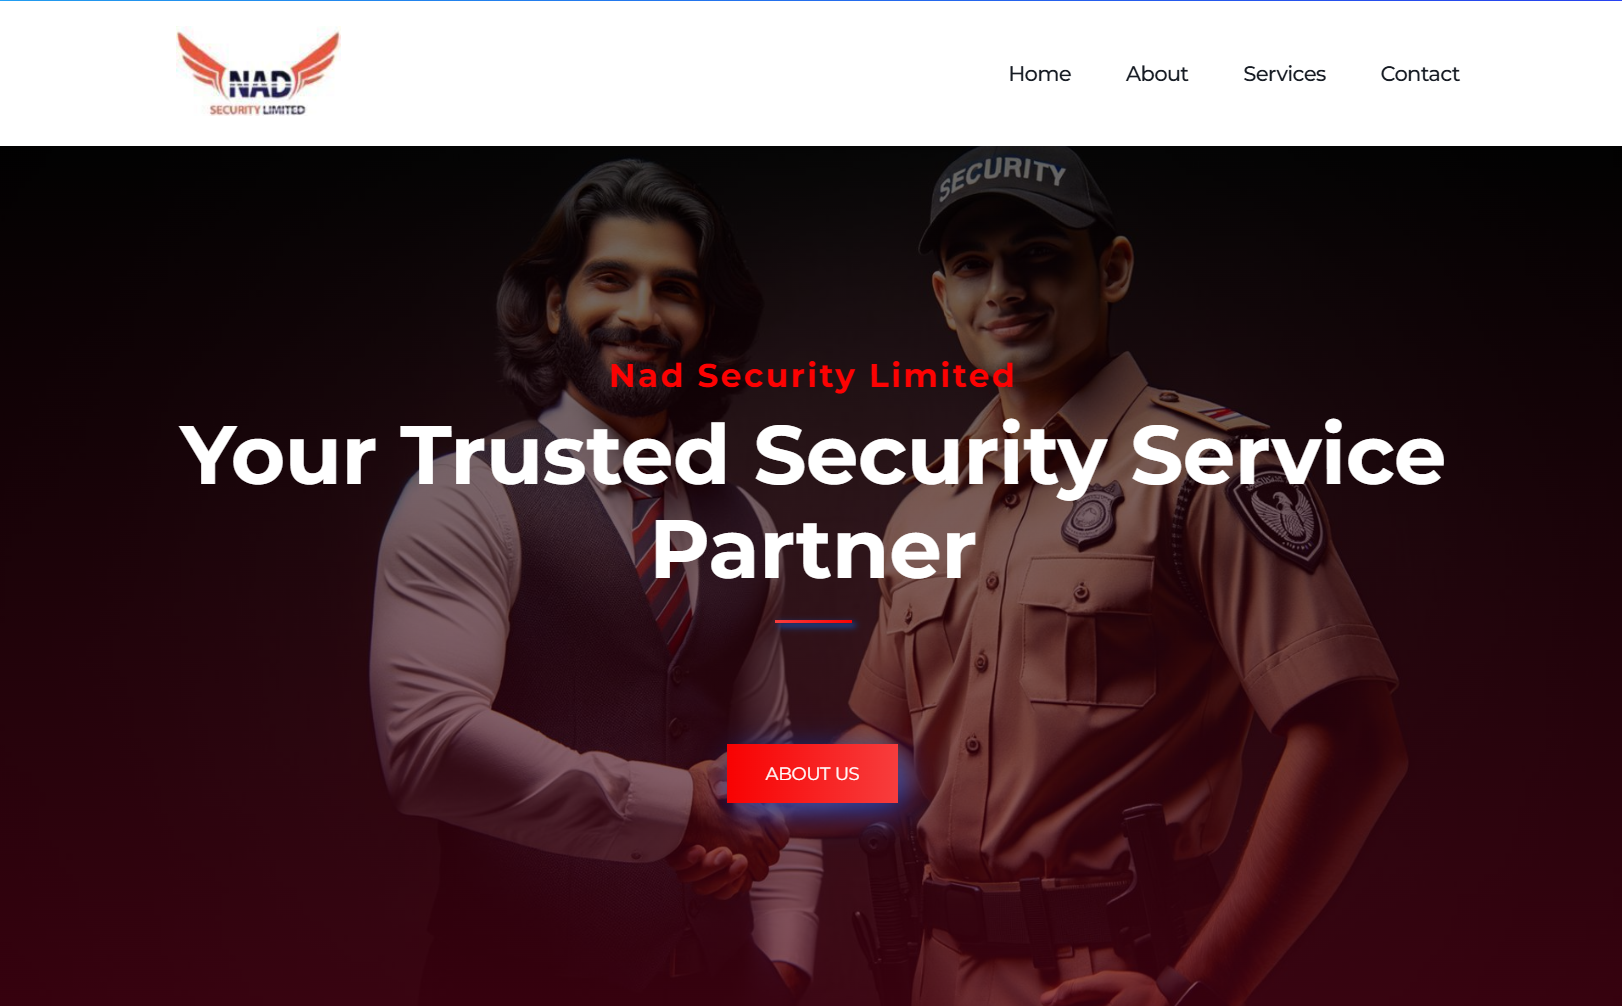 NAD
SECURITY LIMITED
Home
About
Services
Contact
SECURITY
Nad Security Limited
Your Trusted Security Service
Partner
ABOUT US